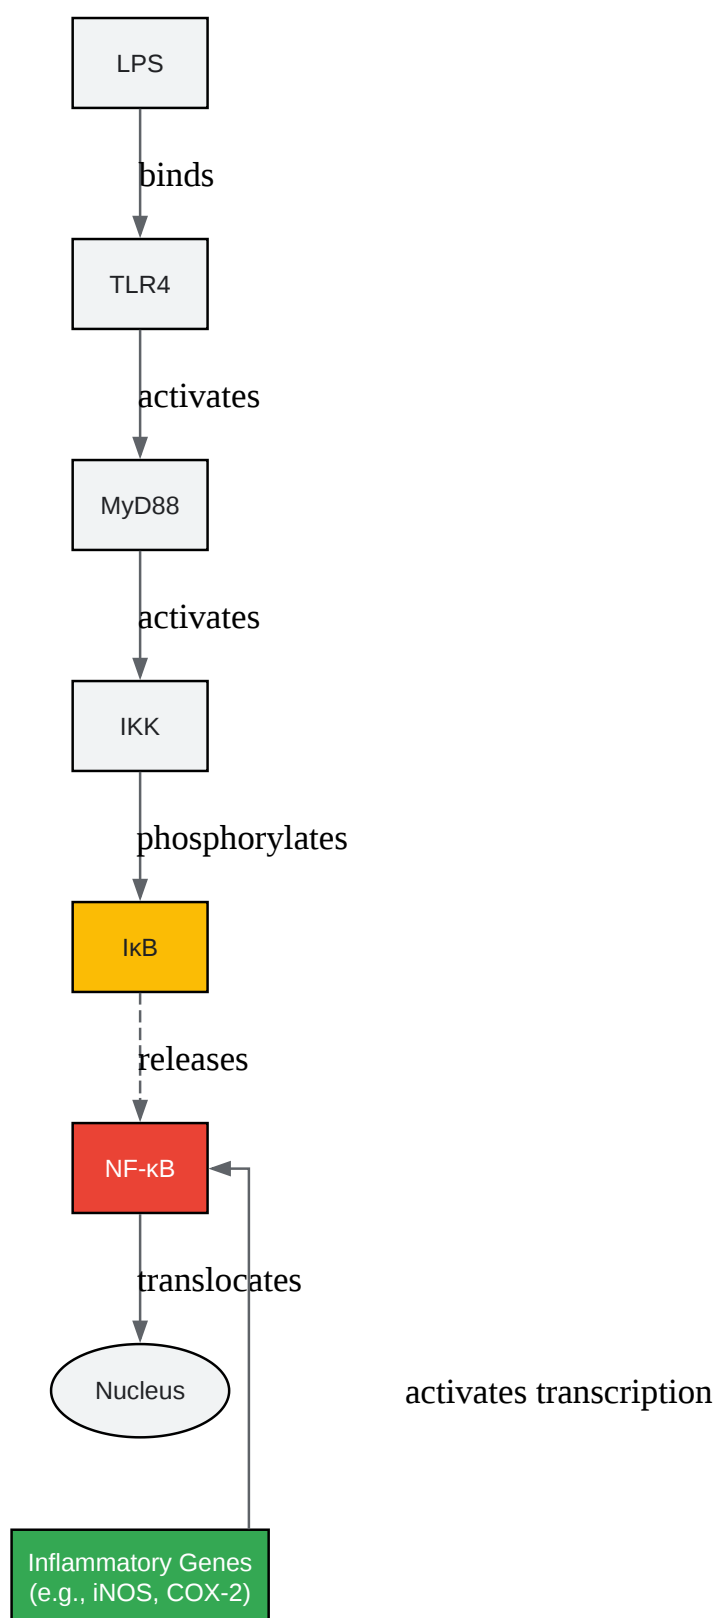 LPS
binds
TLR4
activates
MyD88
activates
IKK
phosphorylates
IκB
releases
NF-κB
translocates
Nucleus
activates transcription
Inflammatory Genes
(e.g., iNOS, COX-2)